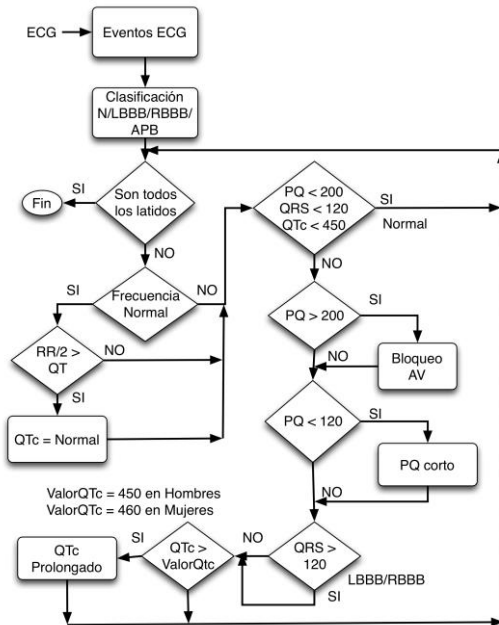 ECG
Eventos ECG
Clasificación
N/LBBB/RBBB/
APB
Fin
SI
Son todos
los latidos
NO
PQ < 200
QRS < 120
QTc < 450
SI
Normal
NO
SI
Frecuencia
Normal
NO
PQ > 200
SI
NO
Bloqueo
AV
RR/2 >
QT
NO
SI
QTc = Normal
PQ < 120
SI
PQ corto
NO
ValorQTc = 450 en Hombres
ValorQTc = 460 en Mujeres
QTc
Prolongado
SI
QTc >
ValorQtc
NO
QRS >
120
LBBB/RBBB
SI